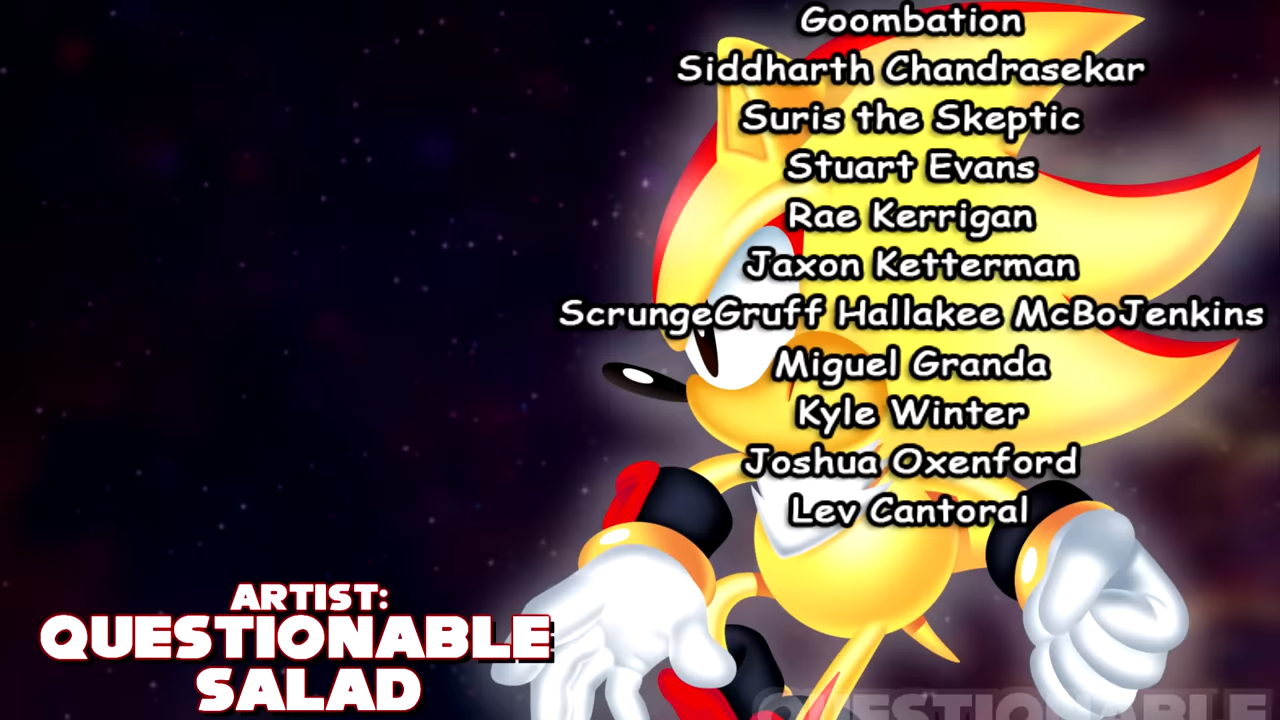 Goombation
Siddharth Chandrasekar
Suris the Skeptic
Stuart Evans
Rae Kerrigan
Jaxon Ketterman
ScrungeGruff Hallakee McBoJenkins
Miguel Granda
Kyle Winter
Joshua Oxenford
Lev Cantoral
ARTIST:
QUESTIONABLE
SALAD
QUESTIONABLE